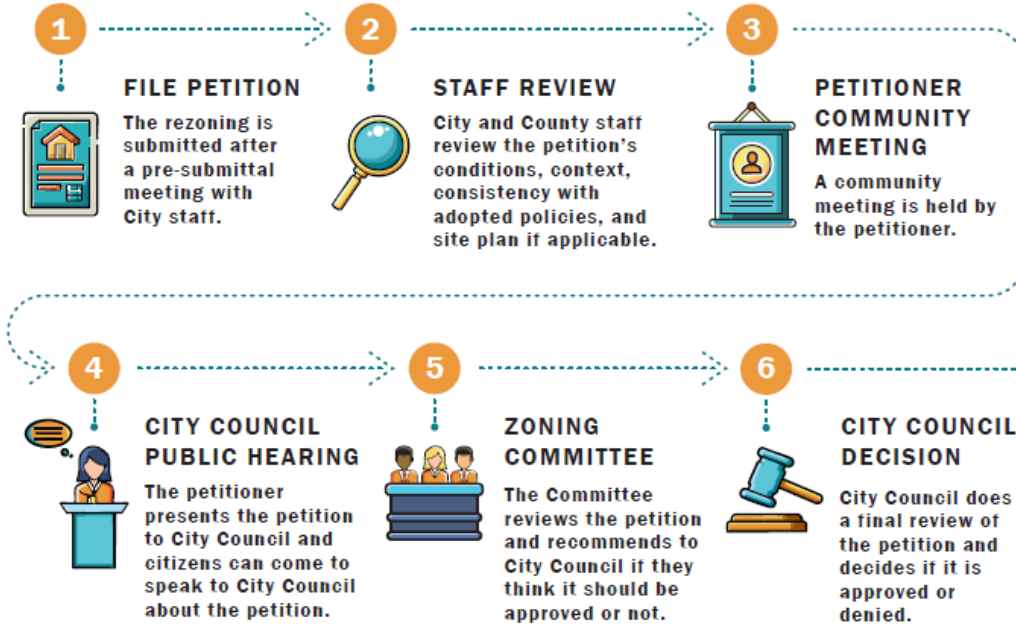 1
FILE PETITION
The rezoning is
submitted after
a pre-submittal
meeting with
City staff.
2
STAFF REVIEW
City and County staff
review the petition's
conditions, context,
consistency with
adopted policies, and
site plan if applicable.
3
PETITIONER
COMMUNITY
MEETING
A community
meeting is held by
the petitioner.
4
CITY COUNCIL
PUBLIC HEARING
The petitioner
presents the petition
to City Council and
citizens can come to
speak to City Council
about the petition.
5
ZONING
COMMITTEE
The Committee
reviews the petition
and recommends to
City Council if they
think it should be
approved or not.
6
CITY COUNCIL
DECISION
City Council does
a final review of
the petition and
decides if it is
approved or
denied.